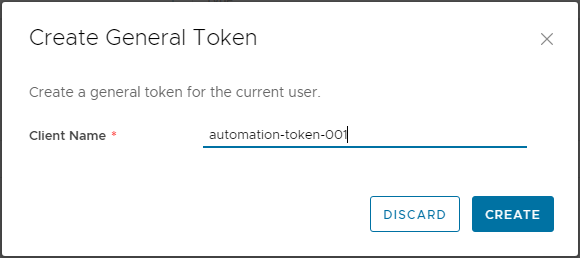 Create General Token
Create a general token for the current user.
Client Name * automation-token-001
DISCARD CREATE